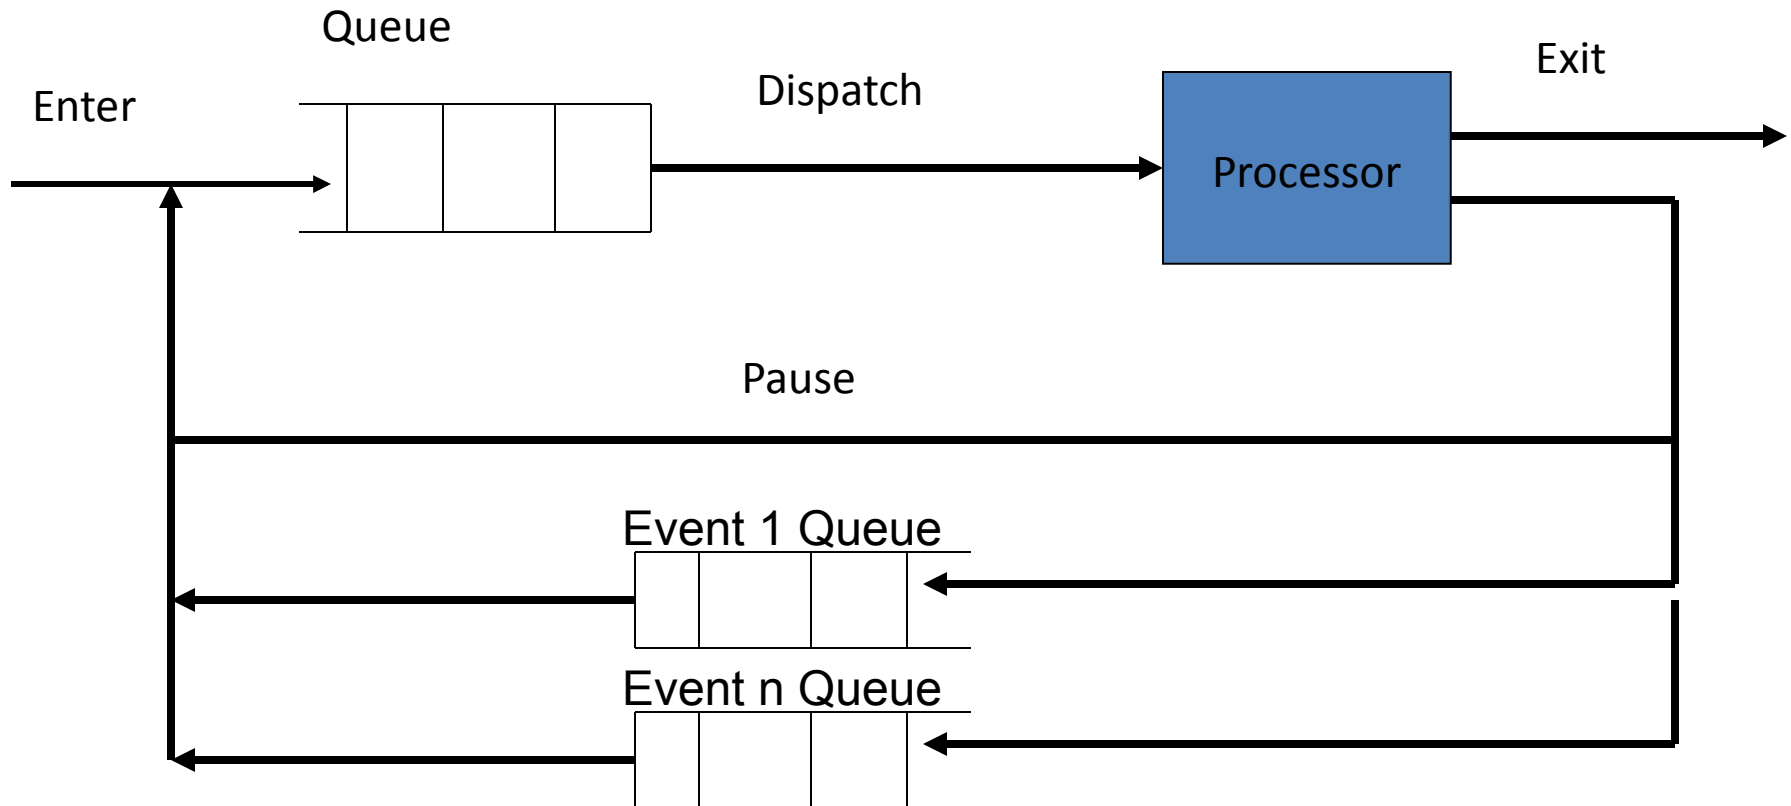 Queue
Enter
Dispatch
Exit
Processor
Pause
Event 1 Queue
Event n Queue